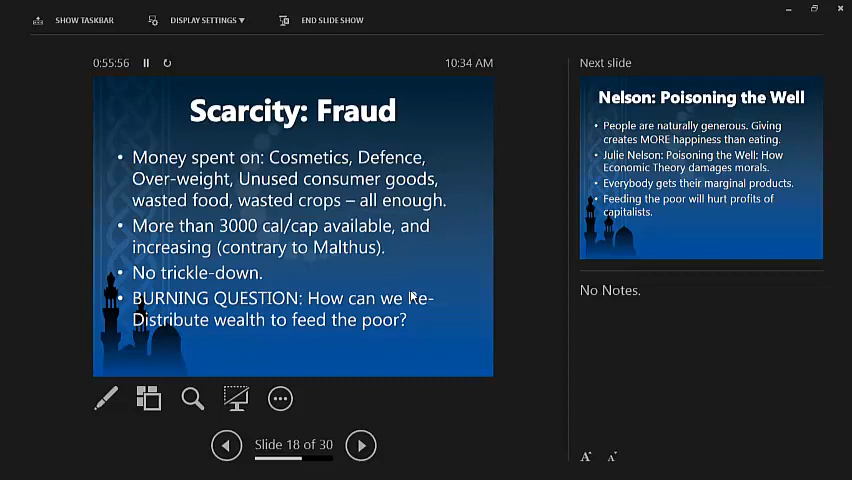 SHOW TASKBAR
DISPLAY SETTINGS
END SLIDE SHOW
0:55:56
10:34 AM
Scarcity: Fraud
• Money spent on: Cosmetics, Defence,
Over-weight, Unused consumer goods,
wasted food, wasted crops – all enough.
• More than 3000 cal/cap available, and
increasing (contrary to Malthus).
• No trickle-down.
• BURNING QUESTION: How can we Re-
Distribute wealth to feed the poor?
Slide 18 of 30
Next slide
Nelson: Poisoning the Well
• People are naturally generous. Giving
creates MORE happiness than eating.
• Julie Nelson: Poisoning the Well: How
Economic Theory damages morals.
• Everybody gets their marginal products.
• Feeding the poor will hurt profits of
capitalists.
No Notes.
A A